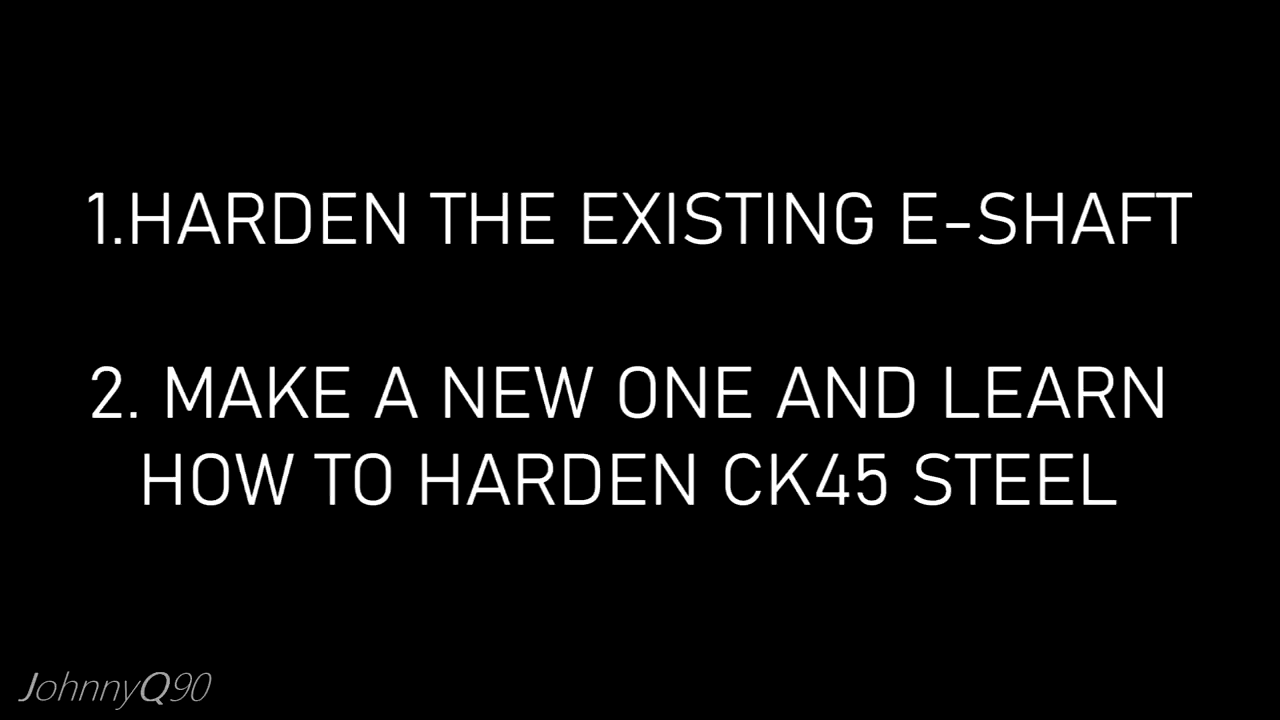 1.HARDEN THE EXISTING E-SHAFT
2. MAKE A NEW ONE AND LEARN
HOW TO HARDEN CK45 STEEL
JohnnyQ90